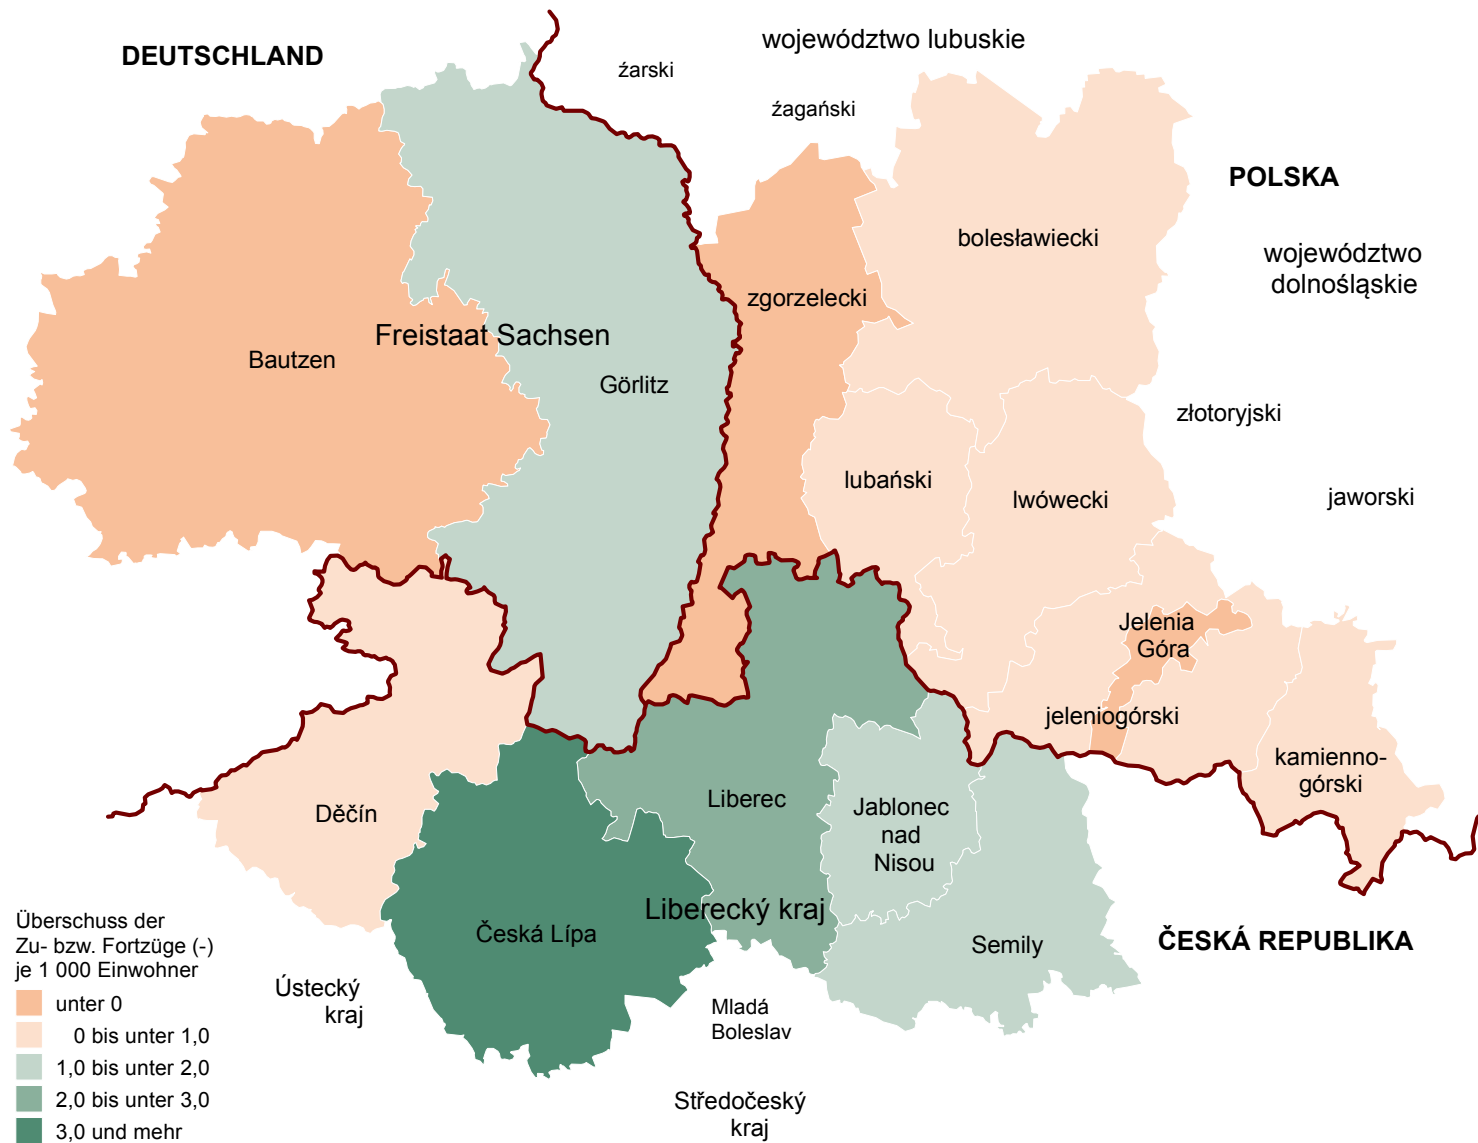 DEUTSCHLAND
województwo lubuskie
źarski
źagański
POLSKA
województwo
dolnośląskie
bolesławiecki
zgorzelecki
Freistaat Sachsen
Bautzen
Görlitz
złotoryjski
lubański
lwówecki
jaworski
Jelenia
Góra
jeleniogórski
kamienno-
górski
Děčín
Liberec
Jablonec
nad
Nisou
Liberecký kraj
Česká Lípa
Semily
ČESKÁ REPUBLIKA
Ústecký
kraj
Mladá
Boleslav
Středočeský
kraj
Überschuss der
Zu- bzw. Fortzüge (-)
je 1 000 Einwohner
unter 0
0 bis unter 1,0
1,0 bis unter 2,0
2,0 bis unter 3,0
3,0 und mehr